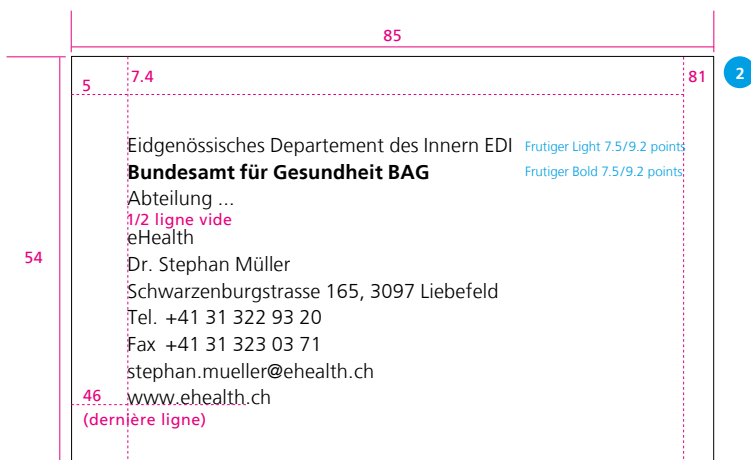 85
5
7.4
81
2
Eidgenössisches Departement des Innern EDI Frutiger Light 7.5/9.2 points
Bundesamt für Gesundheit BAG Frutiger Bold 7.5/9.2 points
Abteilung ...
1/2 ligne vide
eHealth
54
Dr. Stephan Müller
Schwarzenburgstrasse 165, 3097 Liebefeld
Tel. +41 31 322 93 20
Fax +41 31 323 03 71
stephan.mueller@ehealth.ch
46 www.ehealth.ch
(dernière ligne)